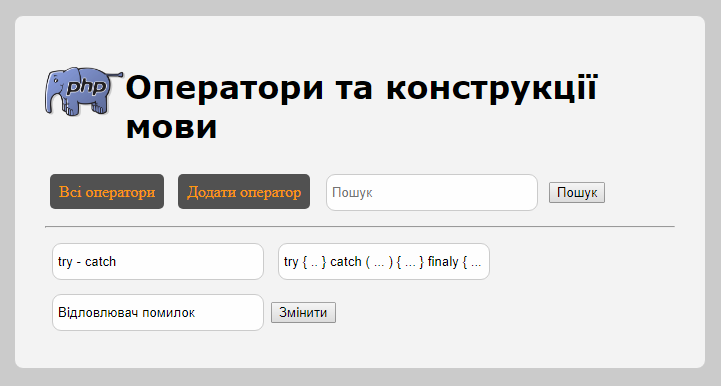 php
Оператори та конструкції
мови
Всі оператори Додати оператор Пошук Пошук
try - catch try { .. } catch ( ... ) { ... } finaly { ...
Відловлювач помилок Змінити